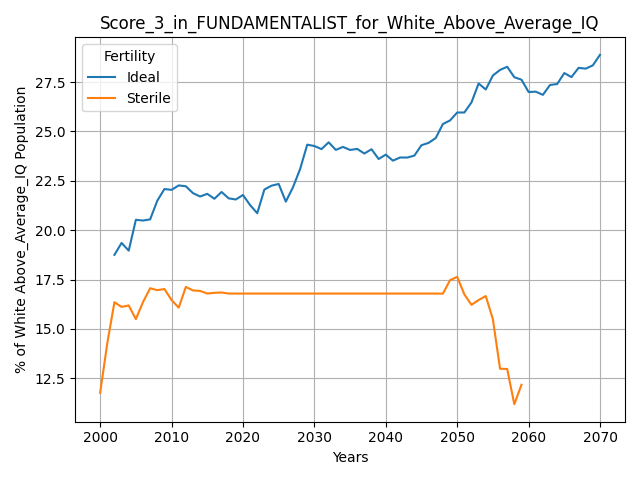 Score_3_in_FUNDAMENTALIST_for_White_Above_Average_IQ
Fertility
Ideal
Sterile
% of White Above_Average_IQ Population
27.5
25.0
22.5
20.0
17.5
15.0
12.5
2000 2010 2020 2030 2040 2050 2060 2070
Years